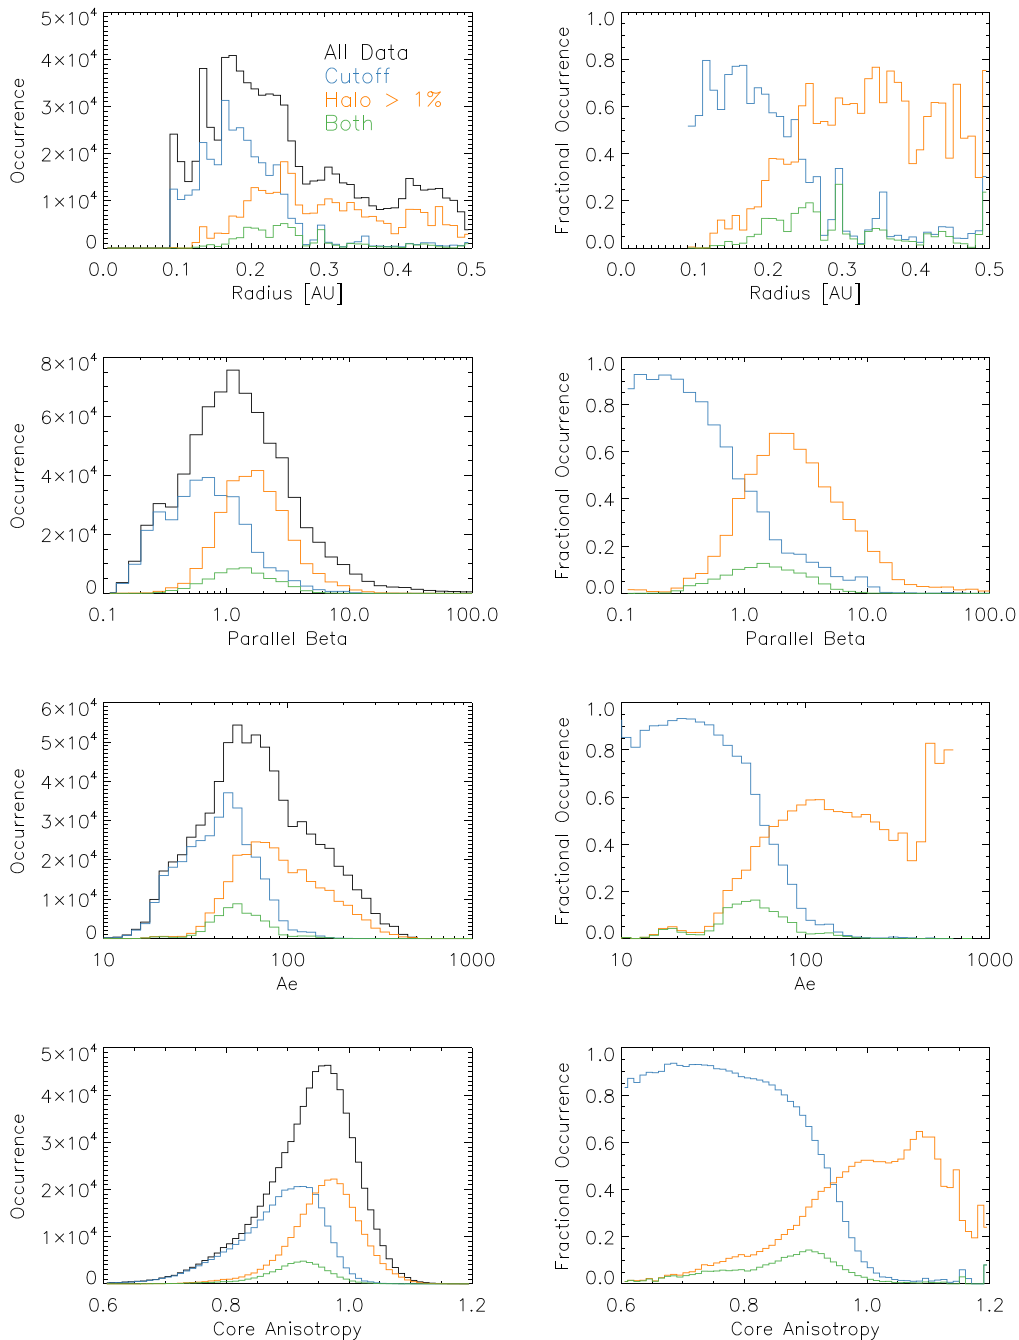 5×10⁴
4×10⁴
3×10⁴
2×10⁴
1×10⁴
0
Occurrence
All Data
Cutoff
Halo > 1%
Both
0.0 0.1 0.2 0.3 0.4 0.5
Radius [AU]
1.0
0.8
0.6
0.4
0.2
0.0
Fractional Occurrence
0.0 0.1 0.2 0.3 0.4 0.5
Radius [AU]
8×10⁴
6×10⁴
4×10⁴
2×10⁴
0
Occurrence
0.1 1.0 10.0 100.0
Parallel Beta
1.0
0.8
0.6
0.4
0.2
0.0
Fractional Occurrence
0.1 1.0 10.0 100.0
Parallel Beta
6×10⁴
5×10⁴
4×10⁴
3×10⁴
2×10⁴
1×10⁴
0
Occurrence
10 100 1000
Ae
1.0
0.8
0.6
0.4
0.2
0.0
Fractional Occurrence
10 100 1000
Ae
5×10⁴
4×10⁴
3×10⁴
2×10⁴
1×10⁴
0
Occurrence
0.6 0.8 1.0 1.2
Core Anisotropy
1.0
0.8
0.6
0.4
0.2
0.0
Fractional Occurrence
0.6 0.8 1.0 1.2
Core Anisotropy